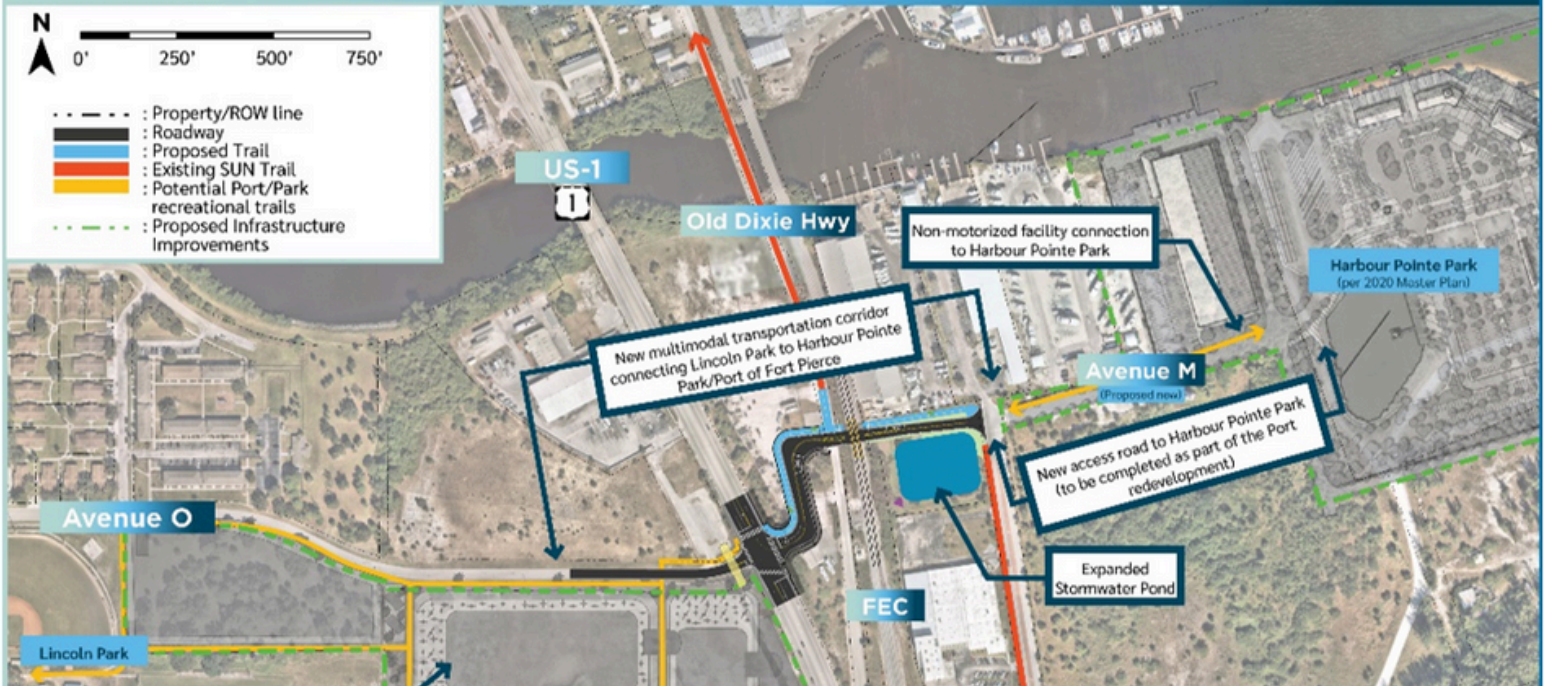 N
0' 250' 500' 750'
: Property/ROW line
: Roadway
: Proposed Trail
: Existing SUN Trail
: Potential Port/Park
recreational trails
: Proposed Infrastructure
Improvements
US-1
1
Old Dixie Hwy
Non-motorized facility connection
to Harbour Pointe Park
Harbour Pointe Park
(per 2020 Master Plan)
New multimodal transportation corridor
connecting Lincoln Park to Harbour Pointe
Park/Port of Fort Pierce
Avenue M
(Proposed new)
New access road to Harbour Pointe Park
(to be completed as part of the Port
redevelopment)
Avenue O
Expanded
Stormwater Pond
FEC
Lincoln Park